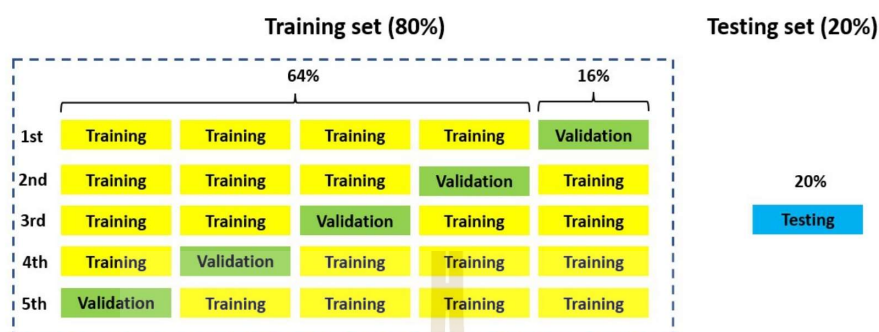 Training set (80%) Testing set (20%)
64% 16%
1st Training Training Training Training Validation
2nd Training Training Training Validation Training
20%
3rd Training Training Validation Training Training
Testing
4th Training Validation Training Training Training
5th Validation Training Training Training Training